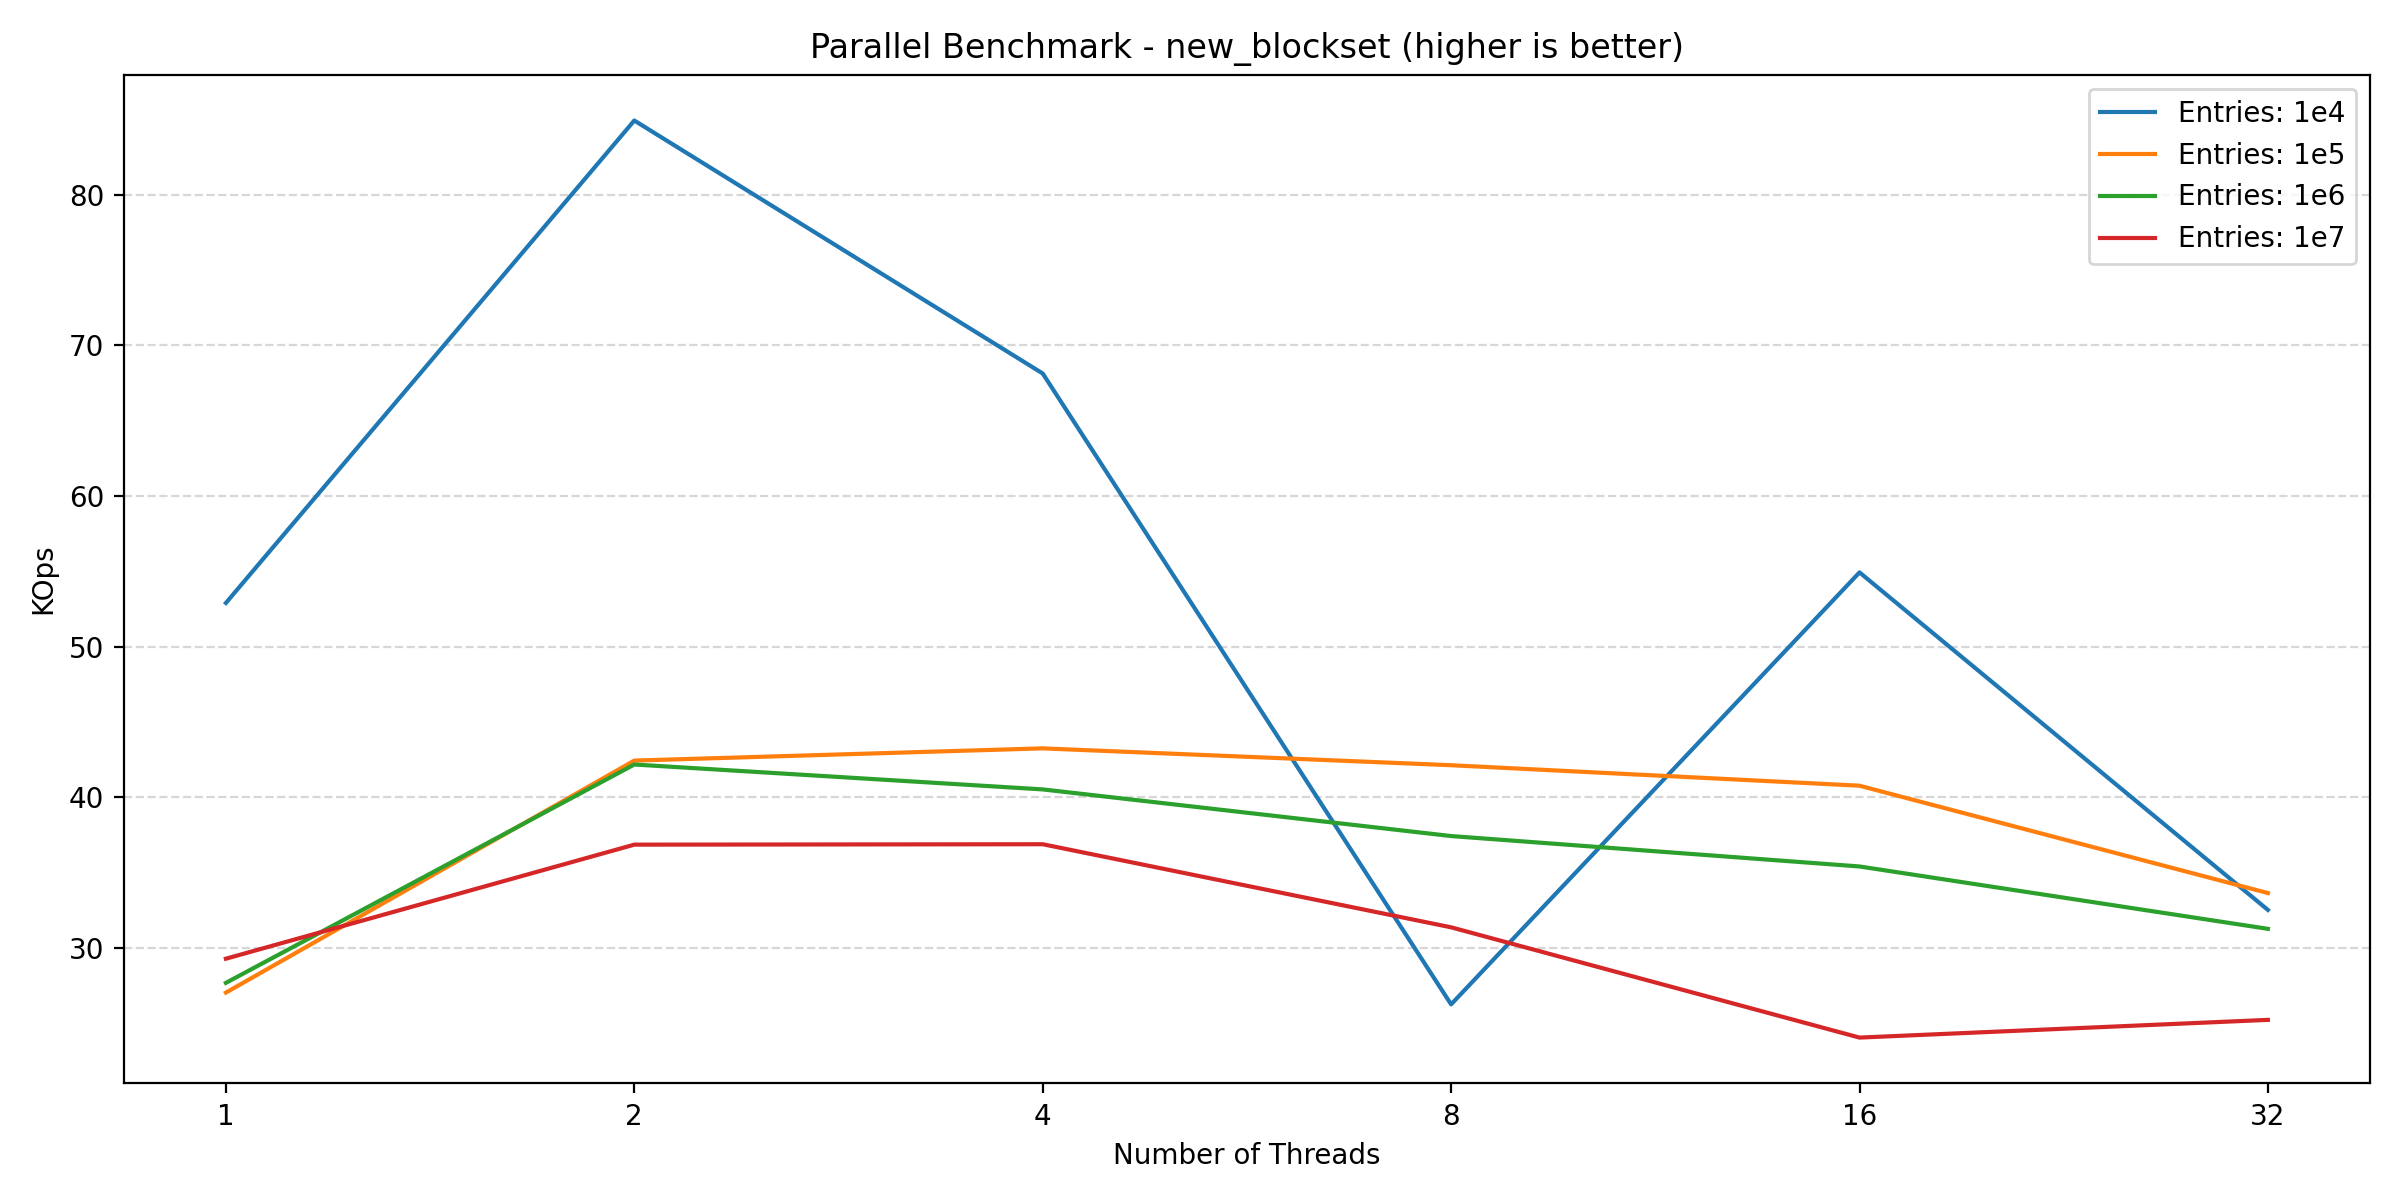 Parallel Benchmark - new_blockset (higher is better)
Entries: 1e4
Entries: 1e5
Entries: 1e6
Entries: 1e7
80
70
60
50
40
30
KOps
1 2 4 8 16 32
Number of Threads